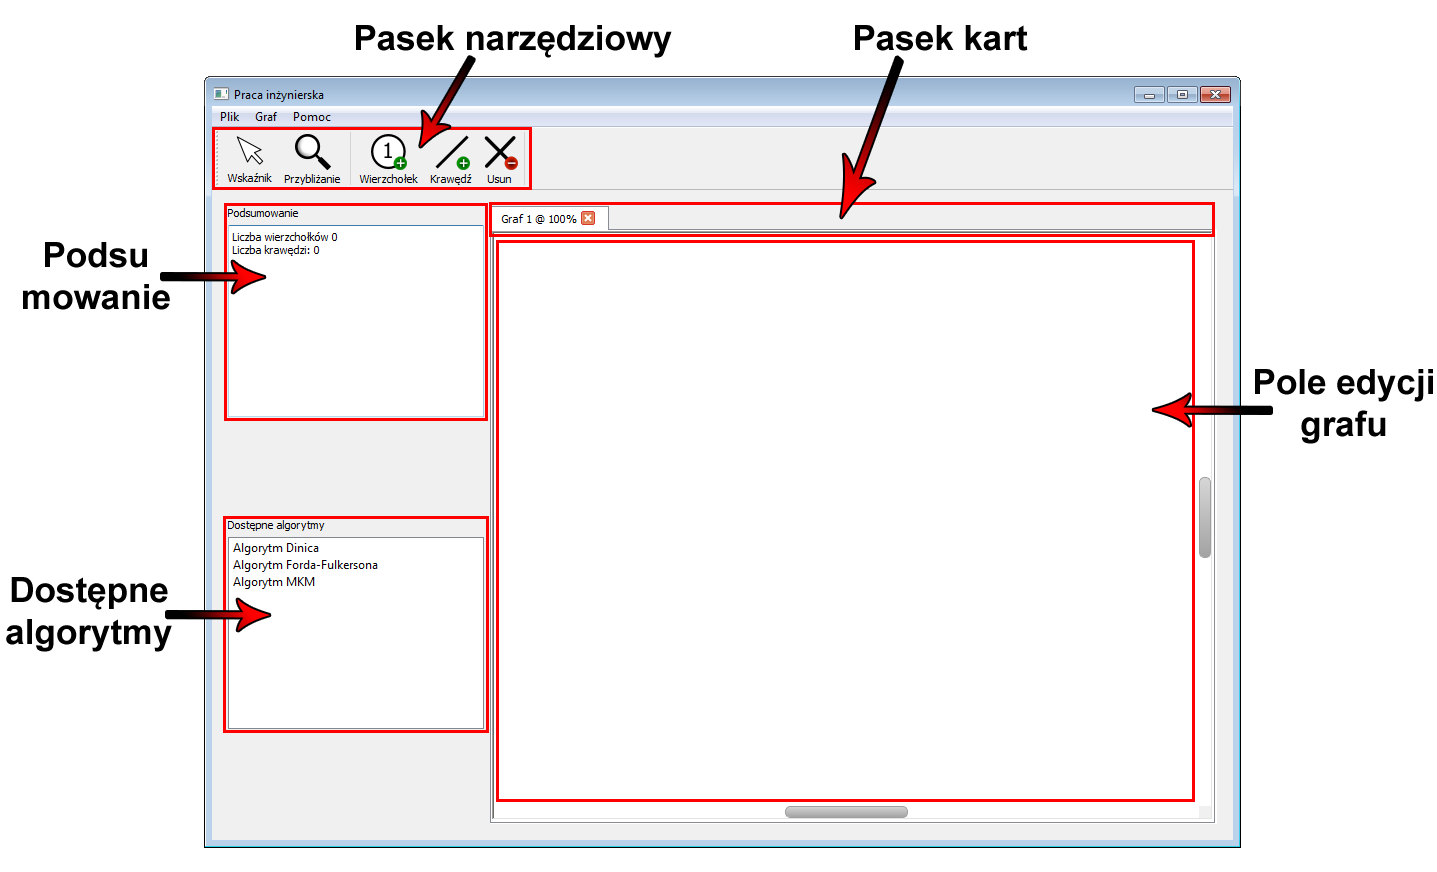 Pasek narzędziowy
Pasek kart
Praca inżynierska
Plik Graf Pomoc
1
Wskaźnik Przybliżanie Wierzchołek Krawędź Usun
Podsumowanie
Graf 1 @ 100%
Liczba wierzchołków 0
Liczba krawędzi: 0
Podsu
mowanie
Pole edycji
grafu
Dostępne algorytmy
Algorytm Dinica
Algorytm Forda-Fulkersona
Algorytm MKM
Dostępne
algorytmy